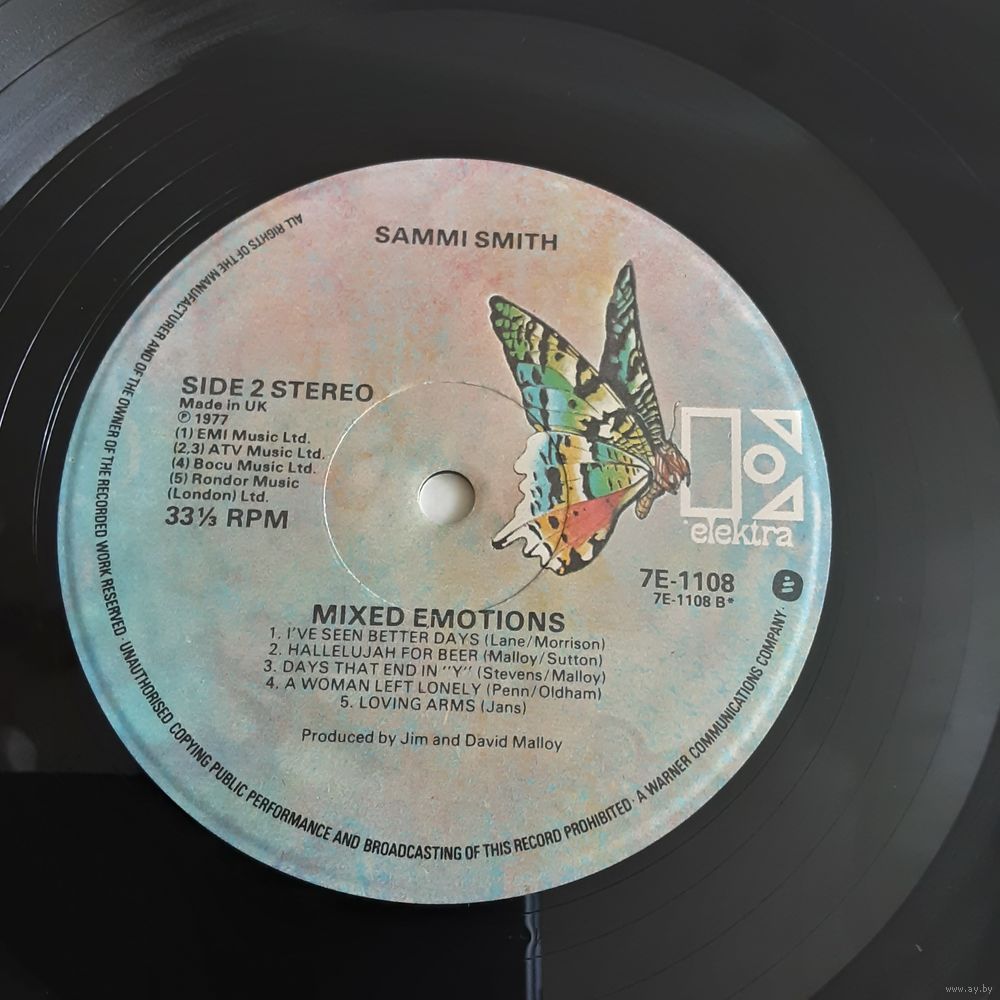 SAMMI SMITH
SIDE 2 STEREO
Made in UK
Ⓟ 1977
(1) EMI Music Ltd.
(2,3) ATV Music Ltd.
(4) Bocu Music Ltd.
(5) Rondor Music
(London) Ltd.
33⅓ RPM
elektra
7E-1108
7E-1108 B*
MIXED EMOTIONS
1. I'VE SEEN BETTER DAYS (Lane/Morrison)
2. HALLELUJAH FOR BEER (Malloy/Sutton)
3. DAYS THAT END IN "Y" (Stevens/Malloy)
4. A WOMAN LEFT LONELY (Penn/Oldham)
5. LOVING ARMS (Jans)
Produced by Jim and David Malloy
ALL RIGHTS OF THE MANUFACTURER AND OF THE OWNER OF THE RECORDED WORK RESERVED · UNAUTHORISED COPYING PUBLIC PERFORMANCE AND BROADCASTING OF THIS RECORD PROHIBITED · A WARNER COMMUNICATIONS COMPANY ·
www.ay.by